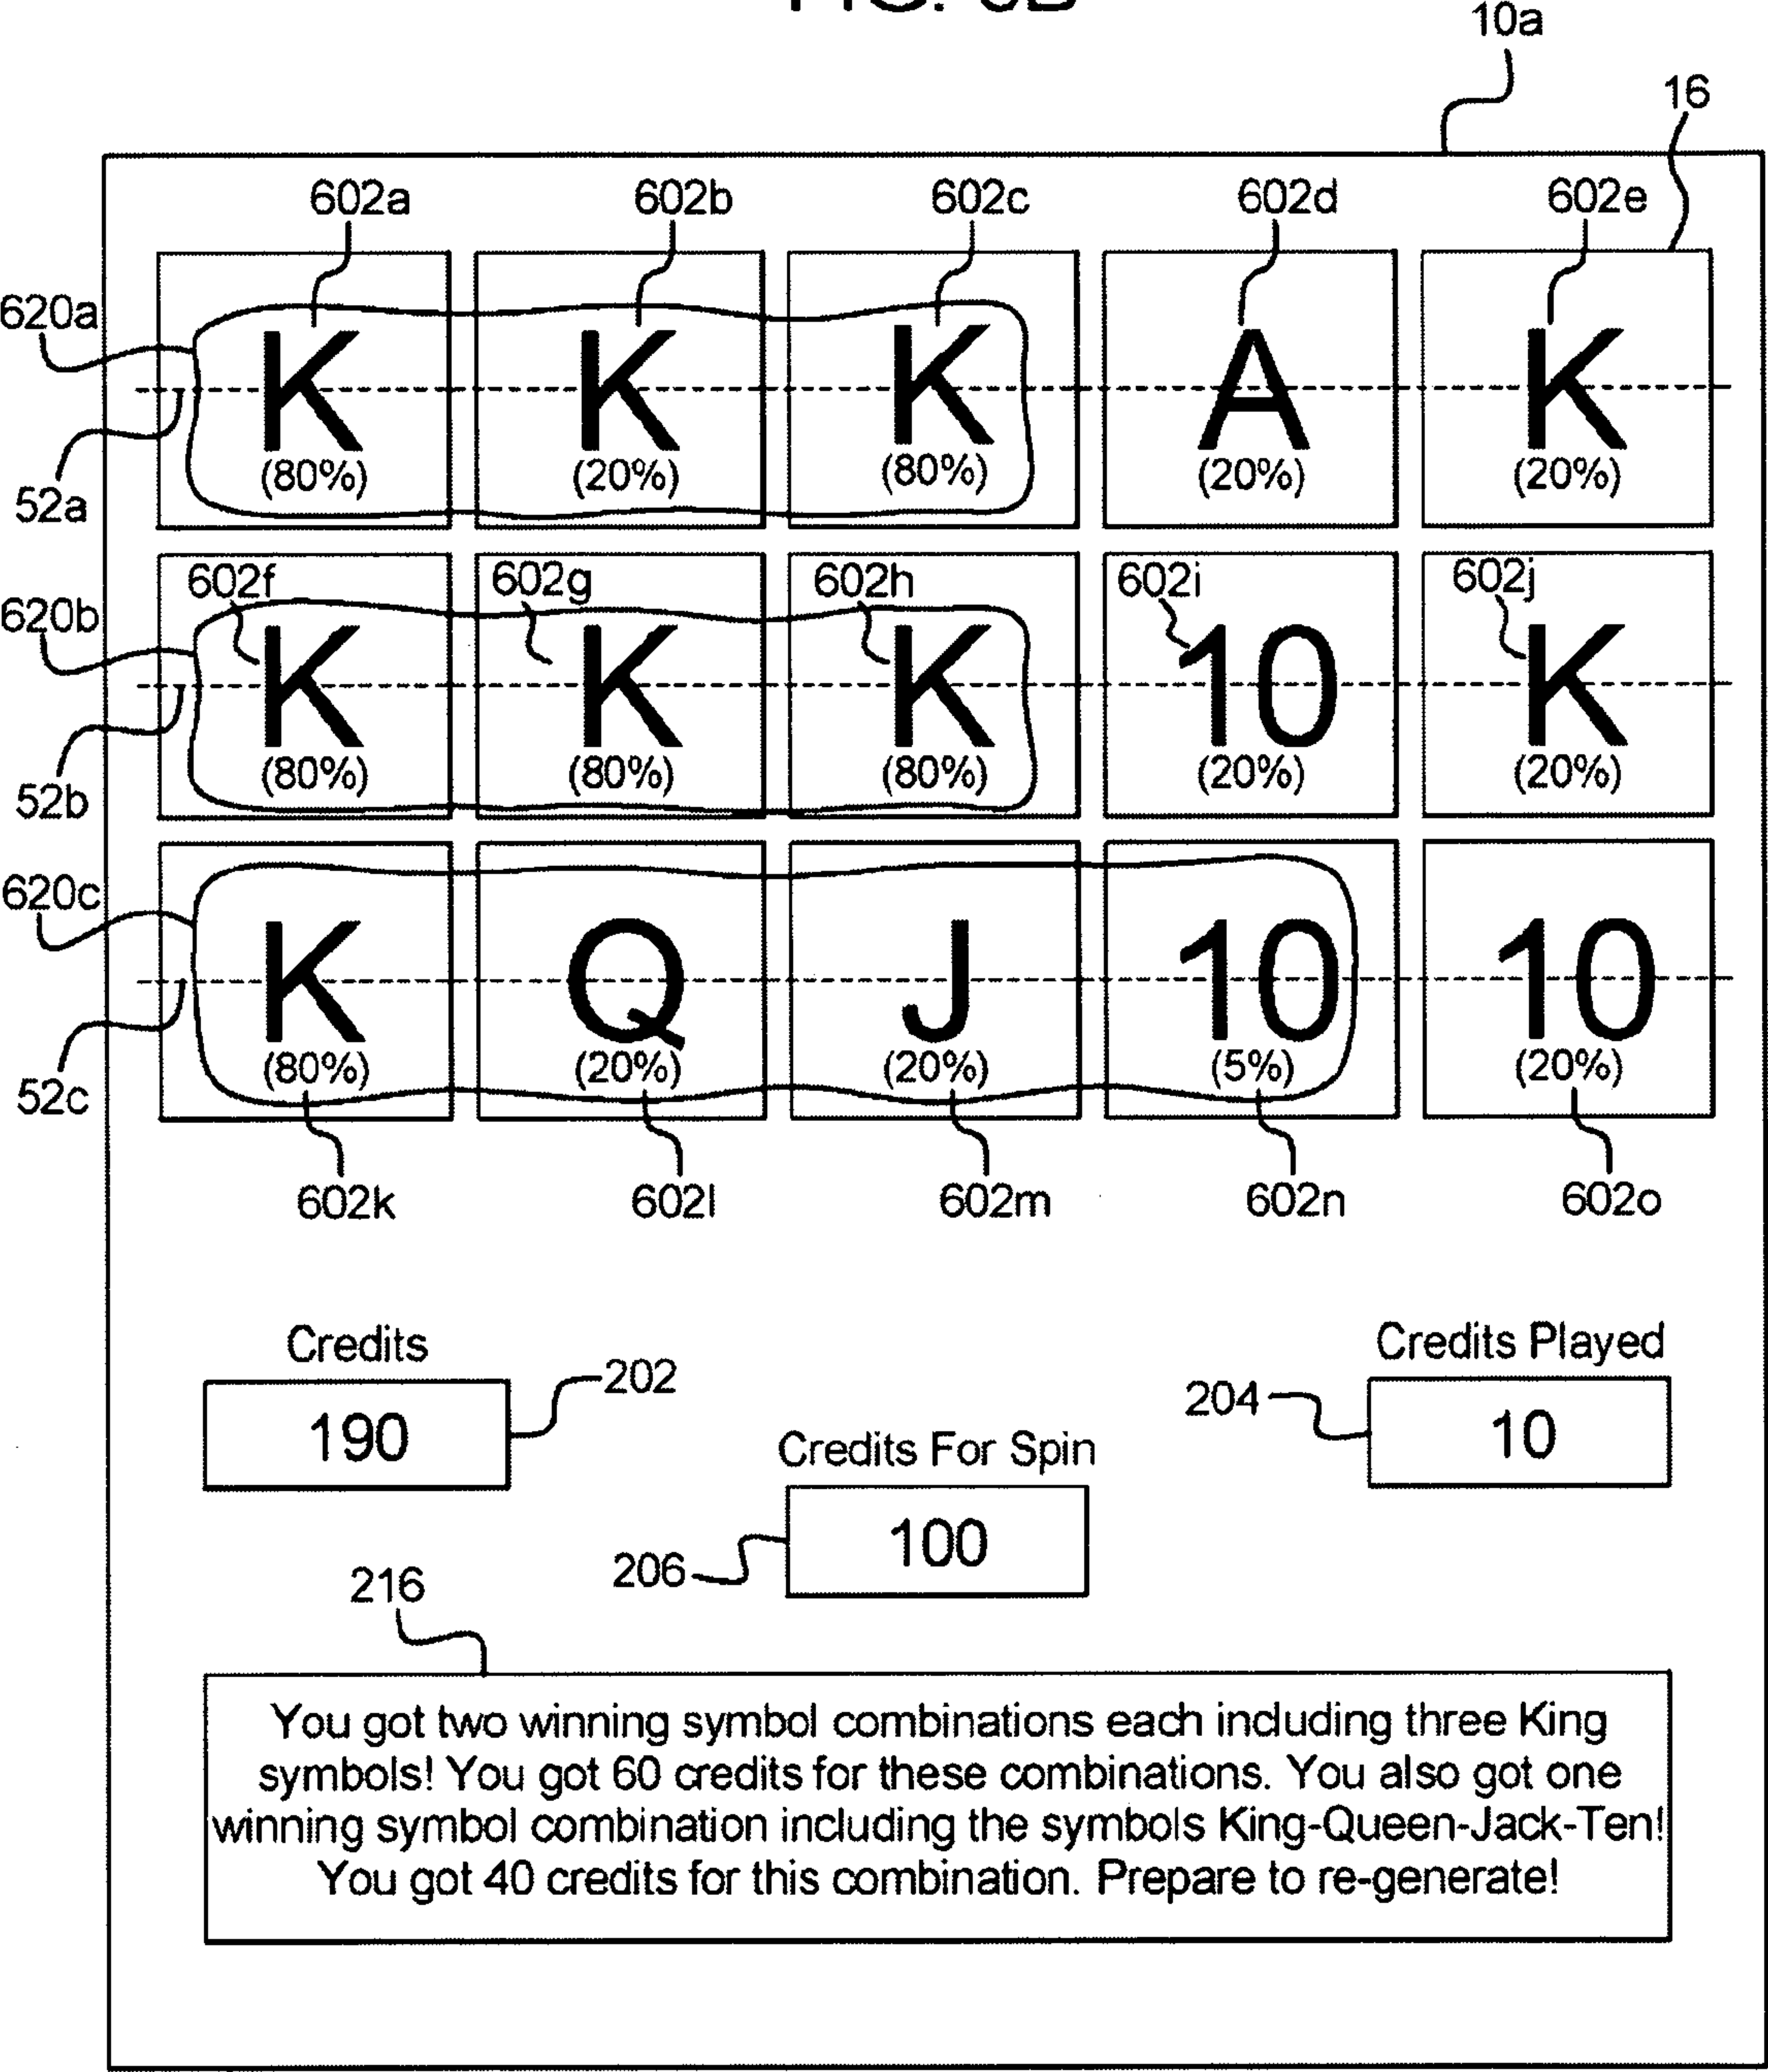 10a
16
602a 602b 602c 602d 602e
620a
K K K A K
(80%) (20%) (80%) (20%) (20%)
52a
602f 602g 602h 602i 602j
620b
K K K 10 K
(80%) (80%) (80%) (20%) (20%)
52b
620c
K Q J 10 10
(80%) (20%) (20%) (5%) (20%)
52c
602k 602l 602m 602n 602o
Credits Credits Played
202
204
190 10
Credits For Spin
100
206
216
You got two winning symbol combinations each including three King
symbols! You got 60 credits for these combinations. You also got one
winning symbol combination including the symbols King-Queen-Jack-Ten!
You got 40 credits for this combination. Prepare to re-generate!